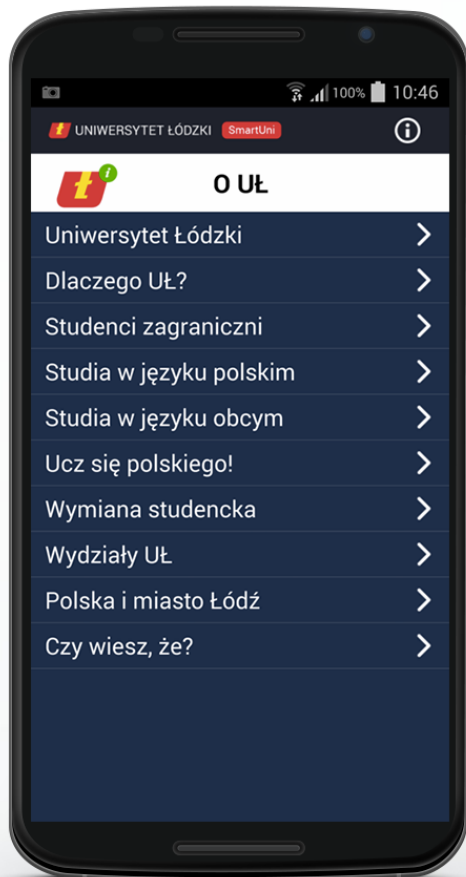 100% 10:46
UNIWERSYTET ŁÓDZKI SmartUni
O UŁ
Uniwersytet Łódzki
Dlaczego UŁ?
Studenci zagraniczni
Studia w języku polskim
Studia w języku obcym
Ucz się polskiego!
Wymiana studencka
Wydziały UŁ
Polska i miasto Łódź
Czy wiesz, że?